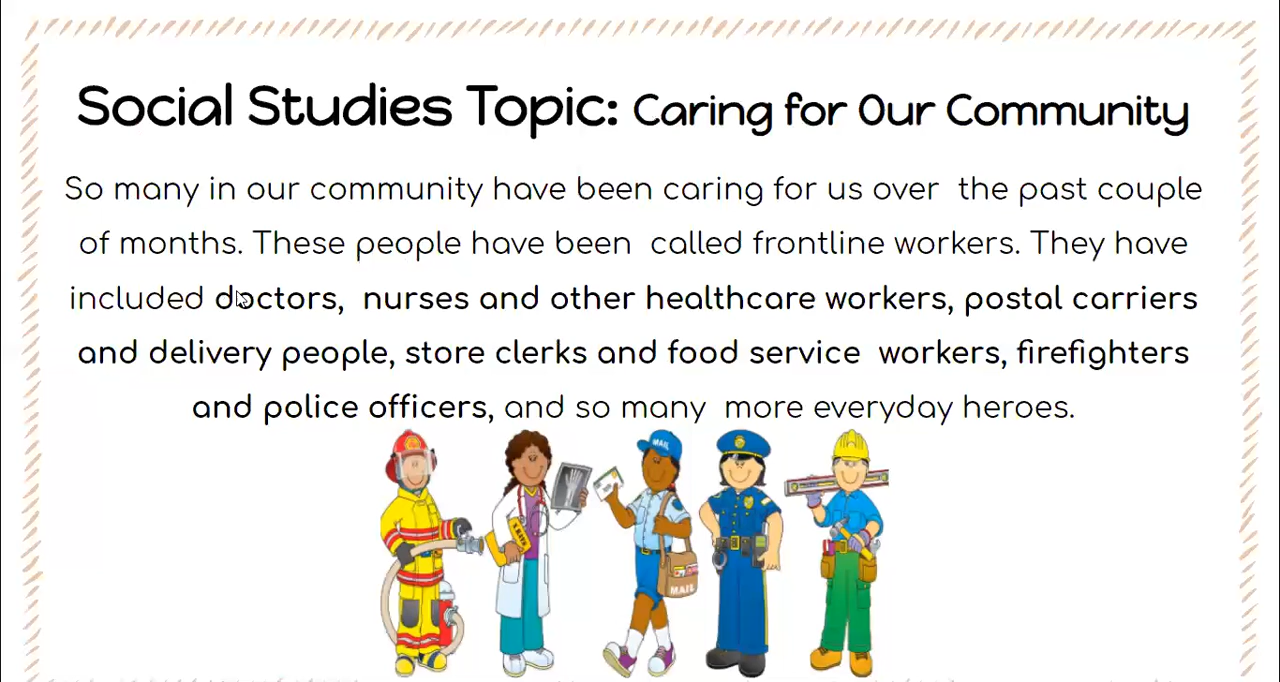 Social Studies Topic: Caring for Our Community
So many in our community have been caring for us over the past couple
of months. These people have been called frontline workers. They have
included doctors, nurses and other healthcare workers, postal carriers
and delivery people, store clerks and food service workers, firefighters
and police officers, and so many more everyday heroes.
MAIL
X-RAYS
MAIL